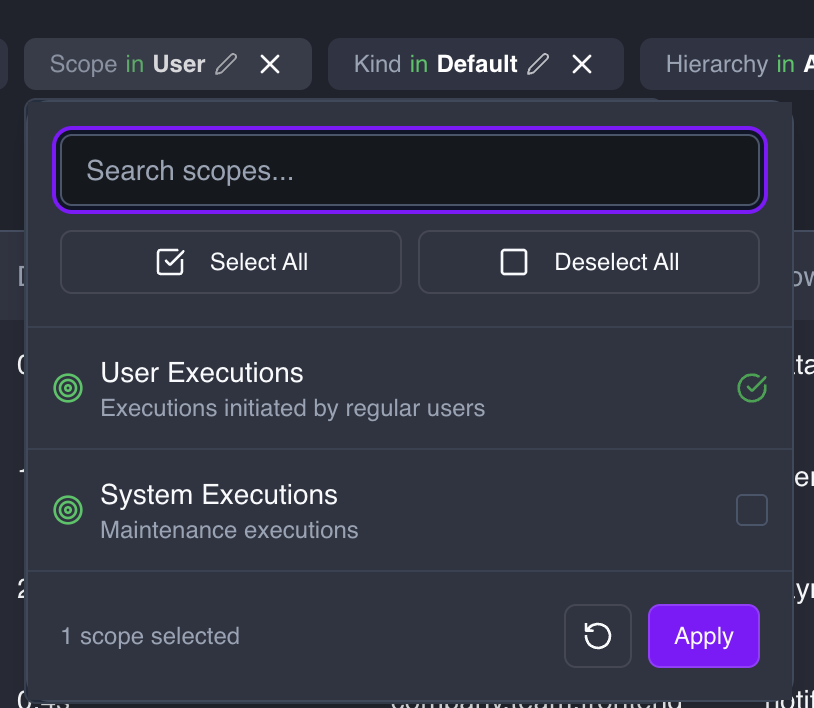 Scope in User
Kind in Default
Hierarchy in
Search scopes...
Select All
Deselect All
User Executions
Executions initiated by regular users
System Executions
Maintenance executions
1 scope selected
Apply